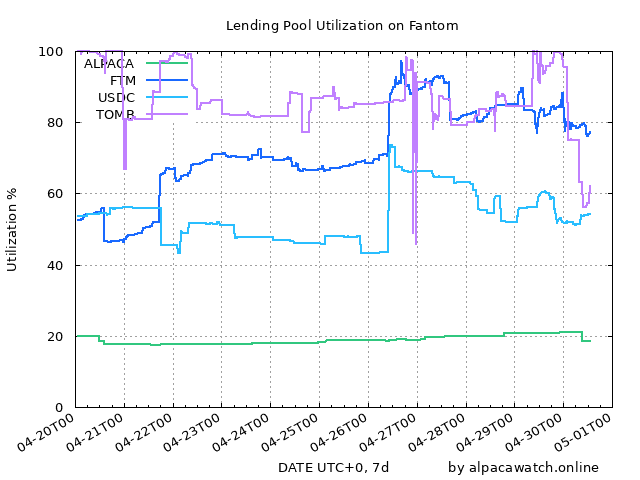 Lending Pool Utilization on Fantom
Utilization %
100
80
60
40
20
0
ALPACA
FTM
USDC
TOMB
04-20T00
04-21T00
04-22T00
04-23T00
04-24T00
04-25T00
04-26T00
04-27T00
04-28T00
04-29T00
04-30T00
05-01T00
DATE UTC+0, 7d
by alpacawatch.online